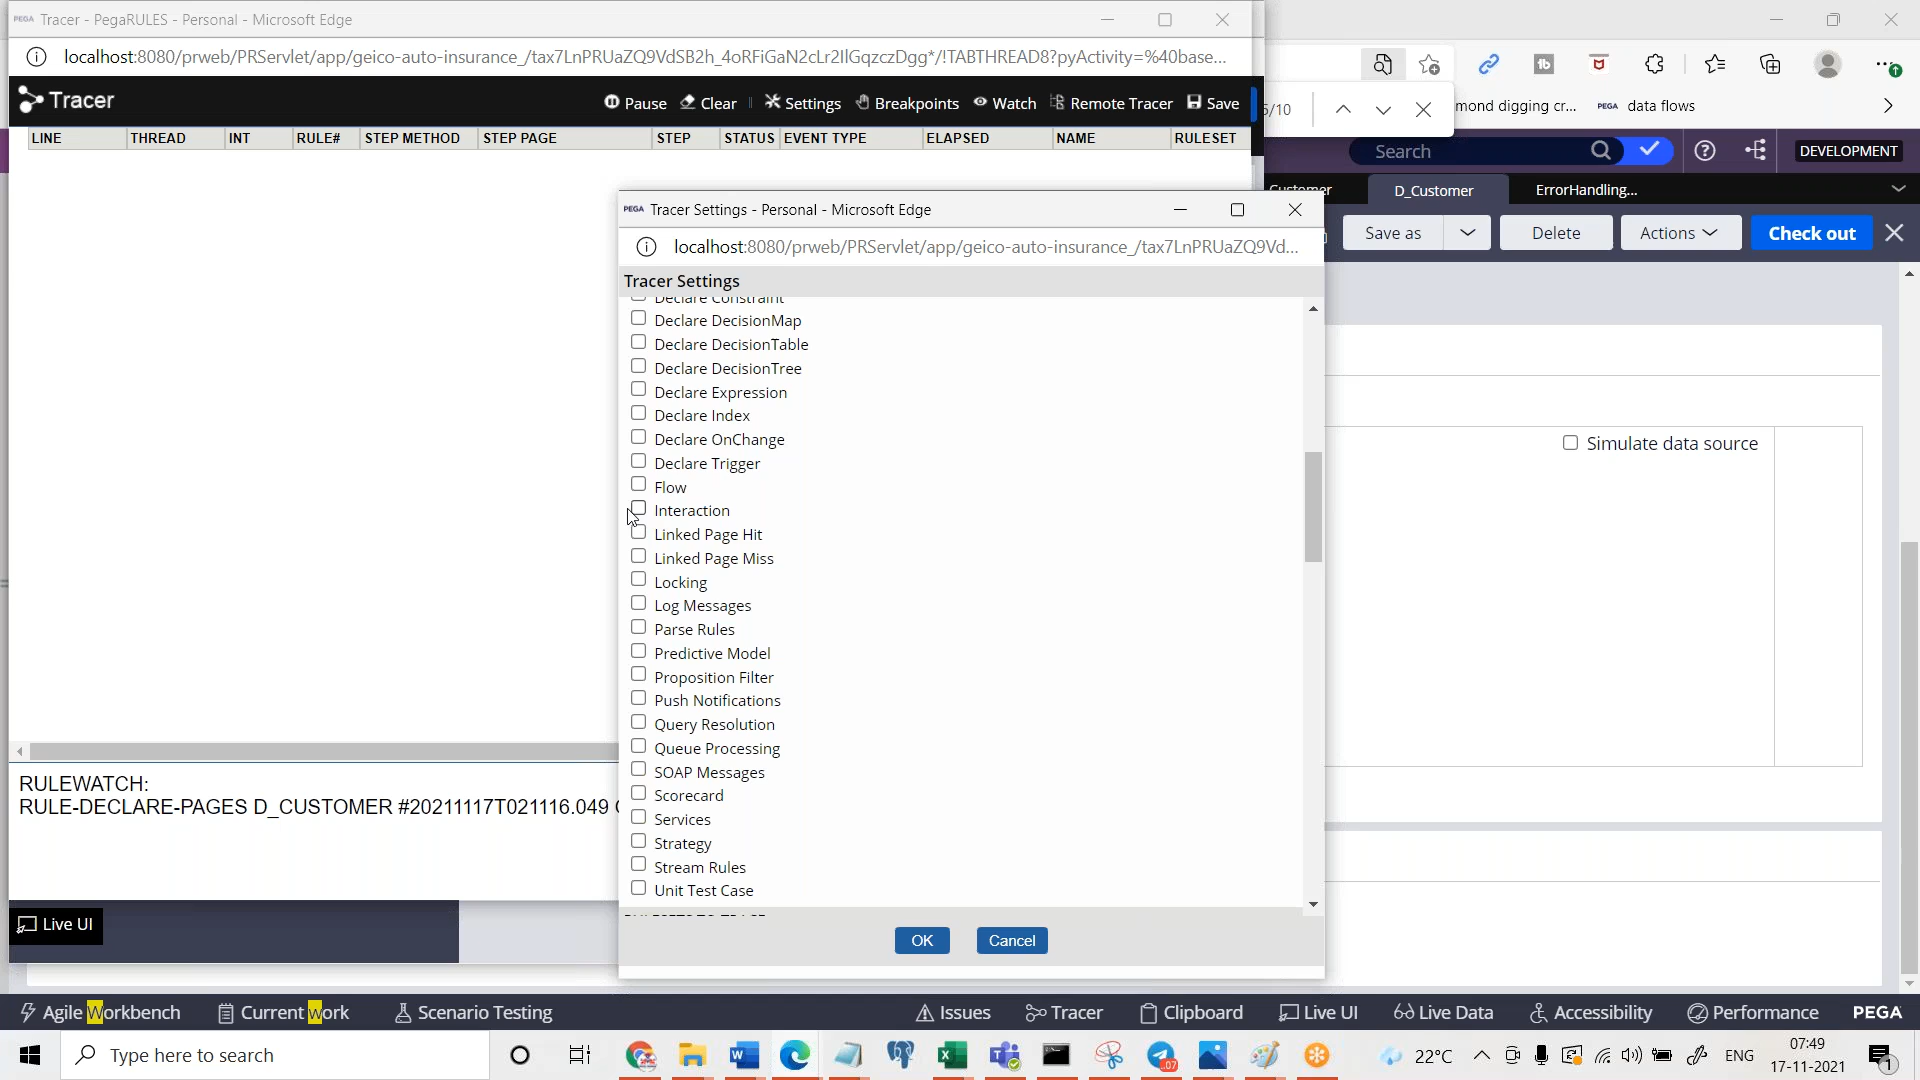 PEGA Tracer - PegaRULES - Personal - Microsoft Edge
localhost:8080/prweb/PRServlet/app/geico-auto-insurance_/tax7LnPRUaZQ9VdSB2h_4oRFiGaN2cLr2IlGqzczDgg*/!TABTHREAD8?pyActivity=%40base...
Tracer
Pause Clear Settings Breakpoints Watch Remote Tracer Save
5/10
mond digging cr... PEGA data flows
LINE THREAD INT RULE# STEP METHOD STEP PAGE STEP STATUS EVENT TYPE ELAPSED NAME RULESET
Search
DEVELOPMENT
Customer D_Customer ErrorHandling...
Save as Delete Actions Check out
PEGA Tracer Settings - Personal - Microsoft Edge
localhost:8080/prweb/PRServlet/app/geico-auto-insurance_/tax7LnPRUaZQ9Vd...
Tracer Settings
Declare Constraint
Declare DecisionMap
Declare DecisionTable
Declare DecisionTree
Declare Expression
Declare Index
Declare OnChange
Declare Trigger
Flow
Interaction
Linked Page Hit
Linked Page Miss
Locking
Log Messages
Parse Rules
Predictive Model
Proposition Filter
Push Notifications
Query Resolution
Queue Processing
SOAP Messages
Scorecard
Services
Strategy
Stream Rules
Unit Test Case
OK Cancel
Simulate data source
RULEWATCH:
RULE-DECLARE-PAGES D_CUSTOMER #20211117T021116.049
Live UI
Agile Workbench Current work Scenario Testing Issues Tracer Clipboard Live UI Live Data Accessibility Performance PEGA
Type here to search
22°C ENG 07:49
17-11-2021
1